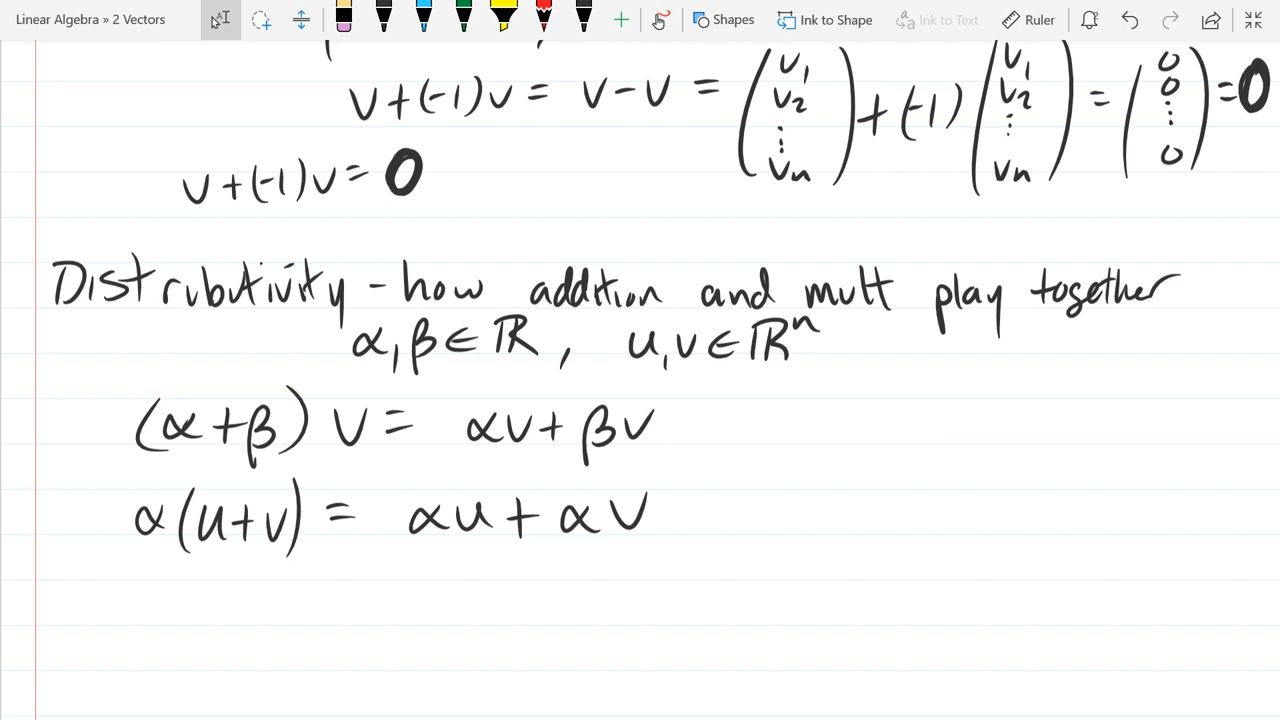 Linear Algebra » 2 Vectors
Shapes Ink to Shape Ink to Text Ruler
v+(-1)v = v-v = (v₁ v₂ ⋮ vn) + (-1) (v₁ v₂ ⋮ vn) = (0 0 ⋮ 0) = 0
v+(-1)v = 0
Distrubtivity - how addition and mult play together
α, β ∈ ℝ, u, v ∈ ℝⁿ
(α+β) v = αv + βv
α(u+v) = αu + αv